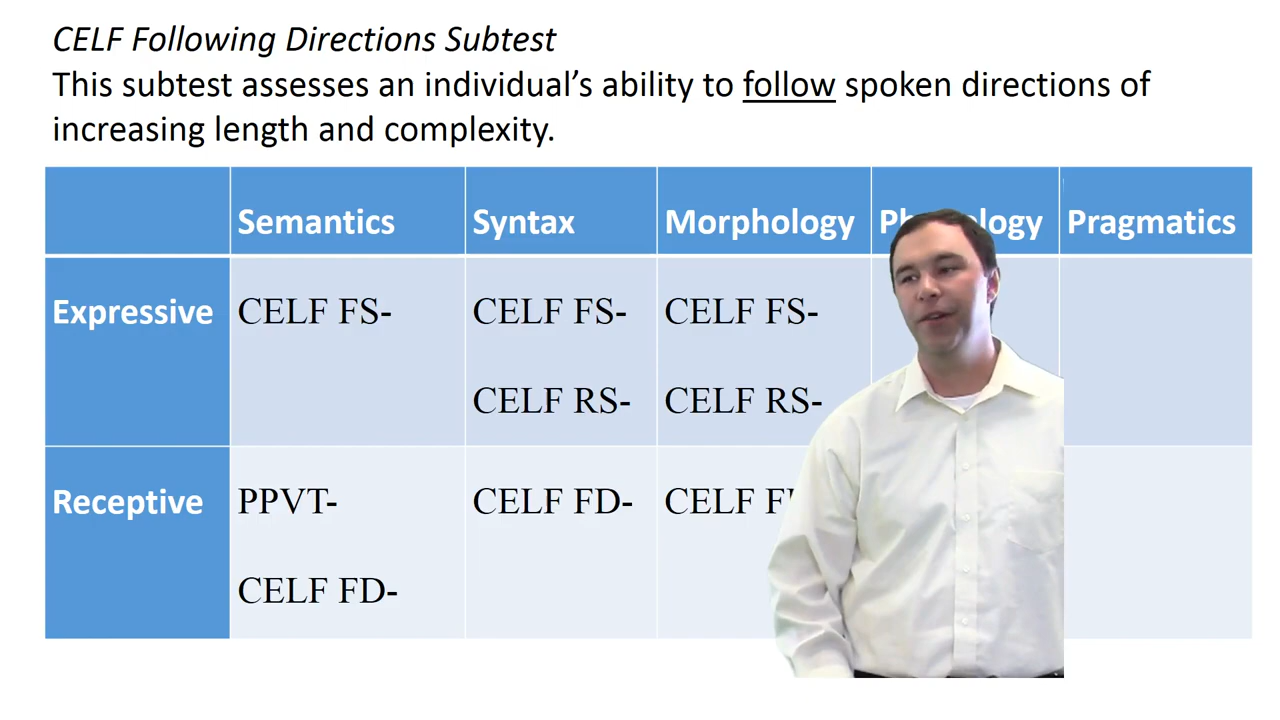 CELF Following Directions Subtest
This subtest assesses an individual’s ability to follow spoken directions of
increasing length and complexity.
Semantics Syntax Morphology Pragmatics
Expressive CELF FS- CELF FS- CELF FS-
CELF RS- CELF RS-
Receptive PPVT- CELF FD- CELF
CELF FD-